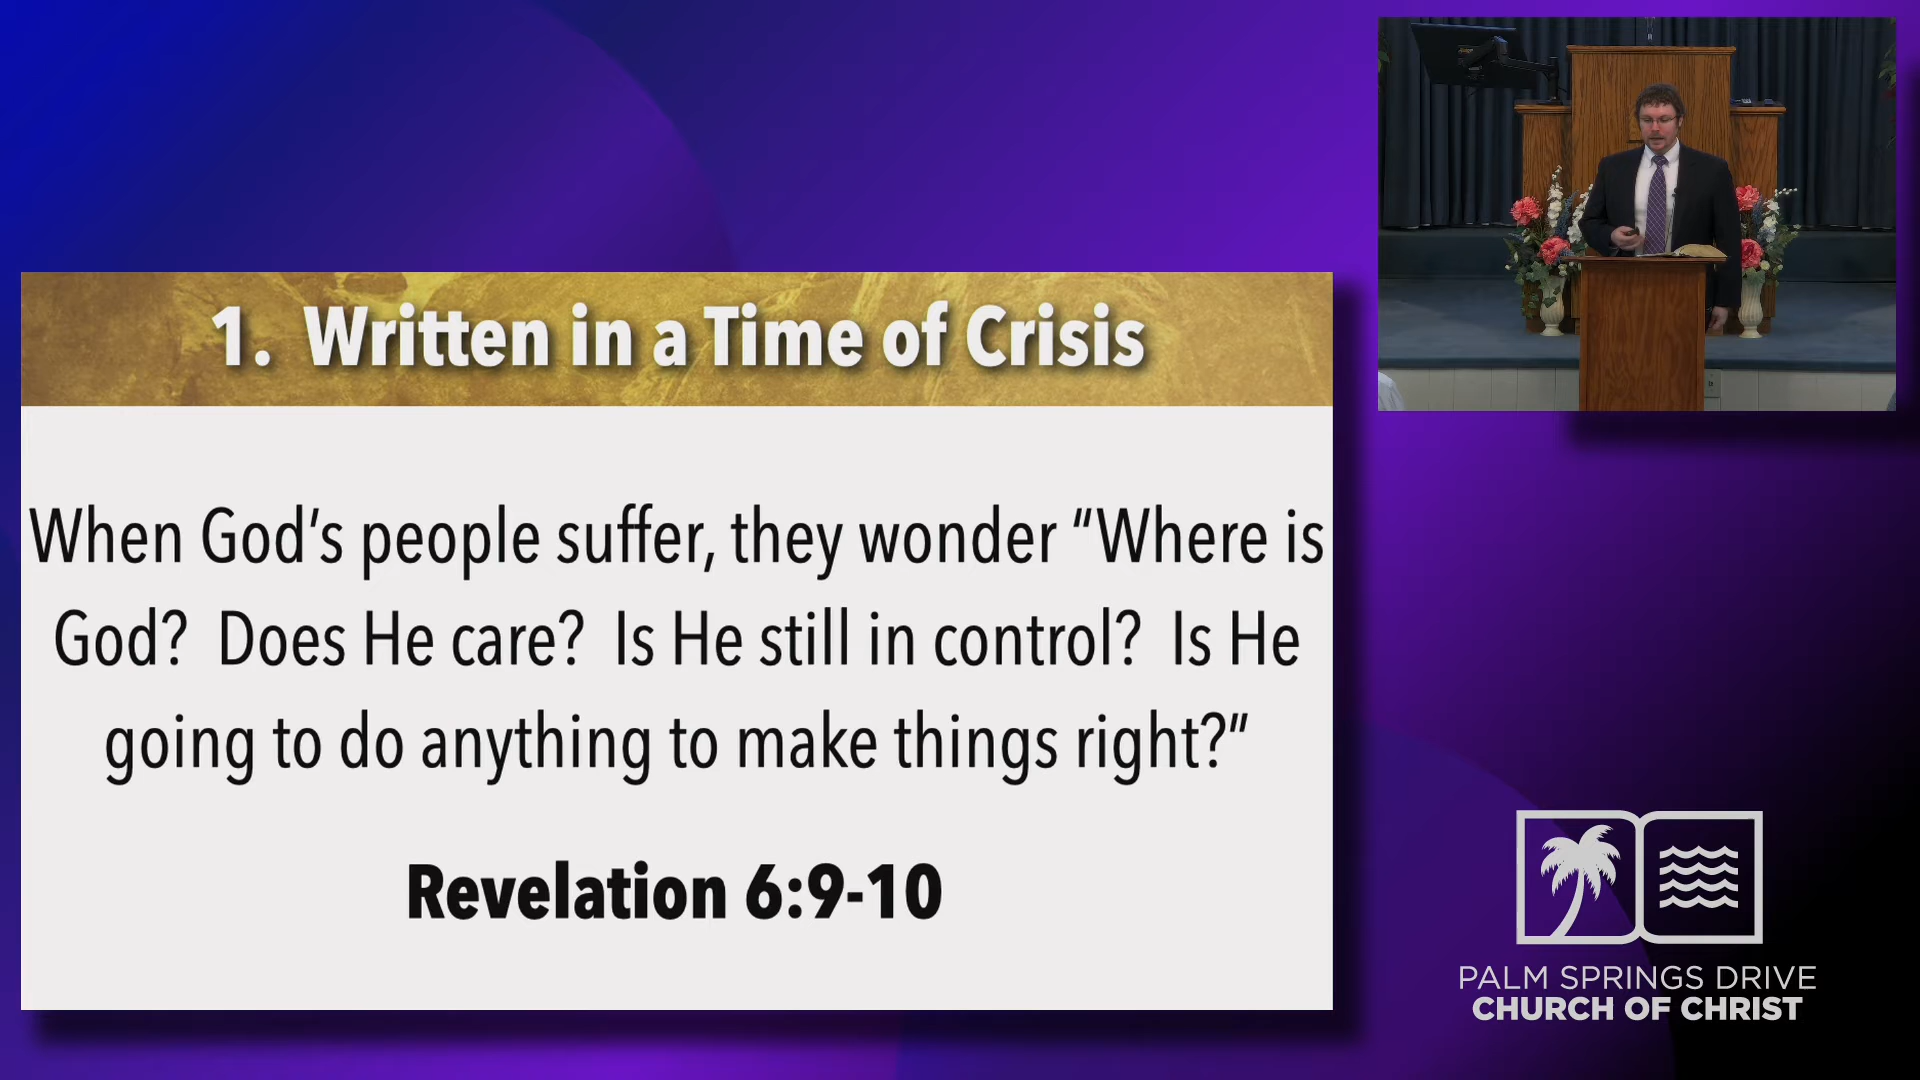 1. Written in a Time of Crisis
When God’s people suffer, they wonder “Where is
God? Does He care? Is He still in control? Is He
going to do anything to make things right?”
Revelation 6:9-10
PALM SPRINGS DRIVE
CHURCH OF CHRIST